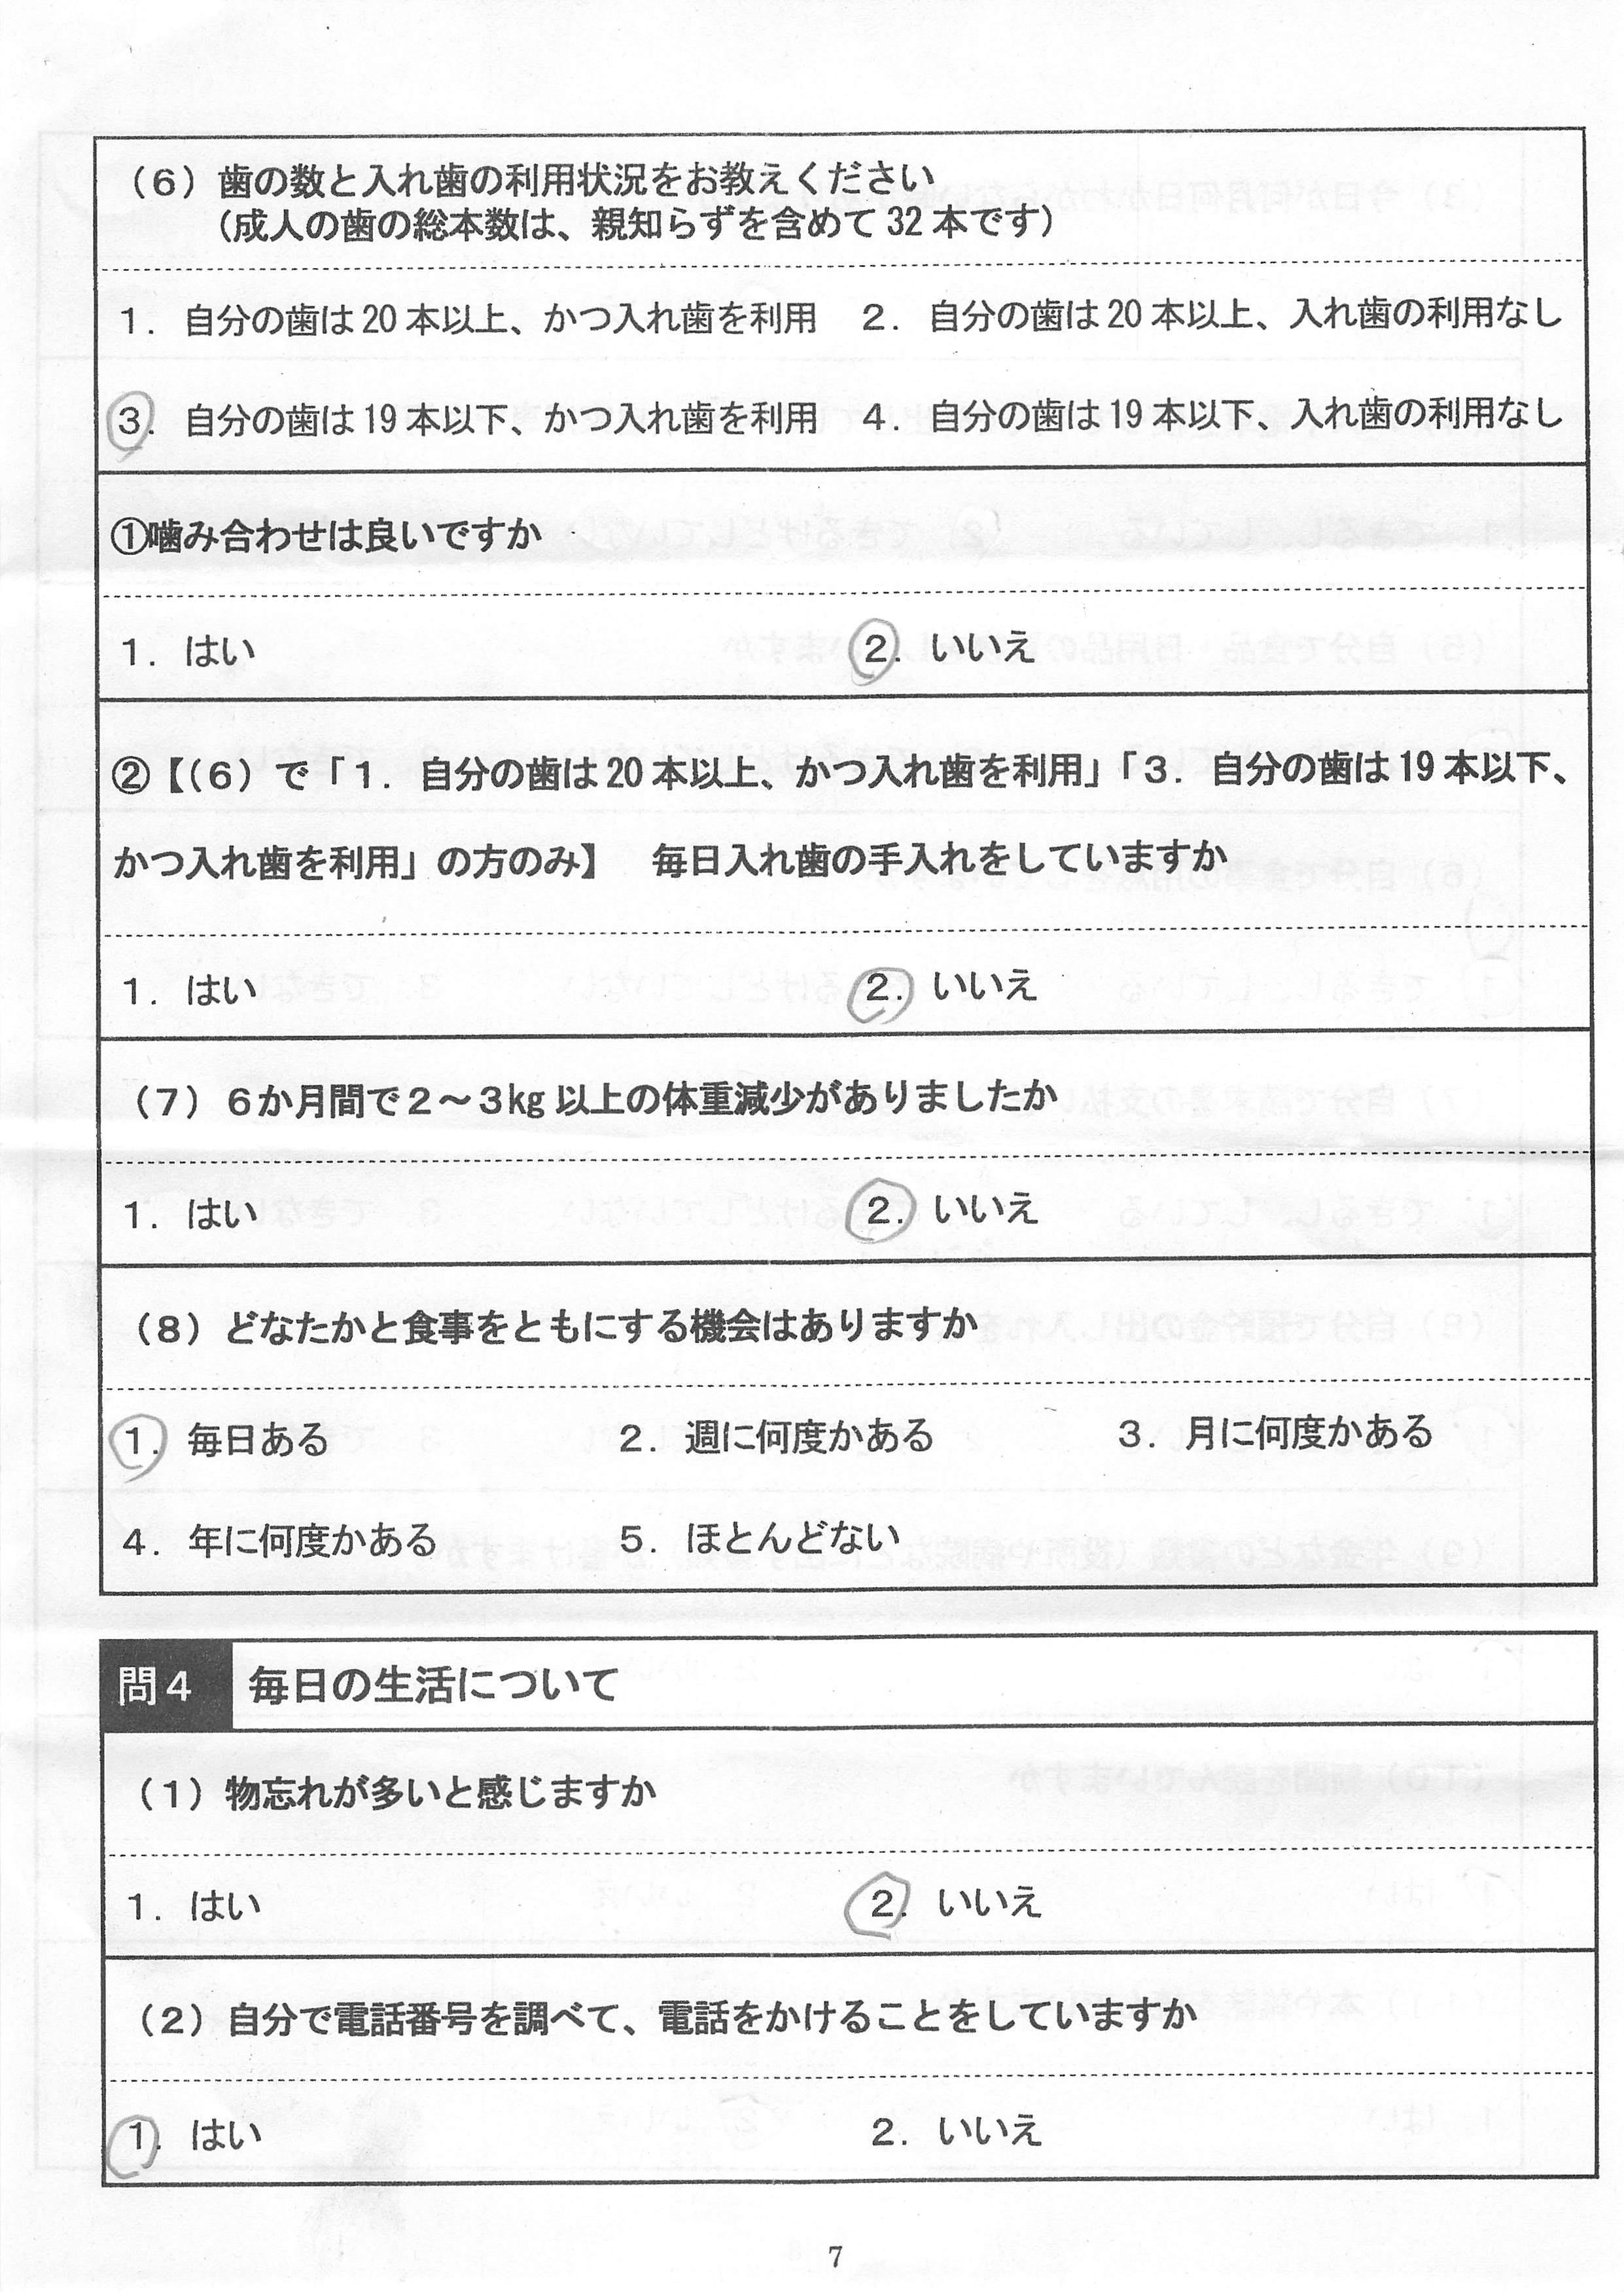 （6）歯の数と入れ歯の利用状況をお教えください
（成人の歯の総本数は、親知らずを含めて 32 本です）
1．自分の歯は 20 本以上、かつ入れ歯を利用　2．自分の歯は 20 本以上、入れ歯の利用なし
3．自分の歯は 19 本以下、かつ入れ歯を利用　4．自分の歯は 19 本以下、入れ歯の利用なし
①噛み合わせは良いですか
1．はい　2．いいえ
②【（6）で「1．自分の歯は 20 本以上、かつ入れ歯を利用」「3．自分の歯は 19 本以下、
かつ入れ歯を利用」の方のみ】　毎日入れ歯の手入れをしていますか
1．はい　2．いいえ
（7）6か月間で2～3kg 以上の体重減少がありましたか
1．はい　2．いいえ
（8）どなたかと食事をともにする機会はありますか
1．毎日ある　2．週に何度かある　3．月に何度かある
4．年に何度かある　5．ほとんどない
問4　毎日の生活について
（1）物忘れが多いと感じますか
1．はい　2．いいえ
（2）自分で電話番号を調べて、電話をかけることをしていますか
1．はい　2．いいえ
7